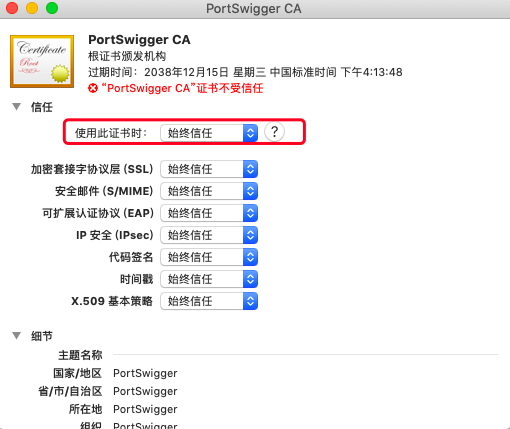 PortSwigger CA
Certificate
Root
PortSwigger CA
根证书颁发机构
过期时间：2038年12月15日 星期三 中国标准时间 下午4:13:48
“PortSwigger CA”证书不受信任
信任
使用此证书时： 始终信任 ?
加密套接字协议层 (SSL) 始终信任
安全邮件 (S/MIME) 始终信任
可扩展认证协议 (EAP) 始终信任
IP 安全 (IPsec) 始终信任
代码签名 始终信任
时间戳 始终信任
X.509 基本策略 始终信任
细节
主题名称
国家/地区 PortSwigger
省/市/自治区 PortSwigger
所在地 PortSwigger
组织 PortSwigger